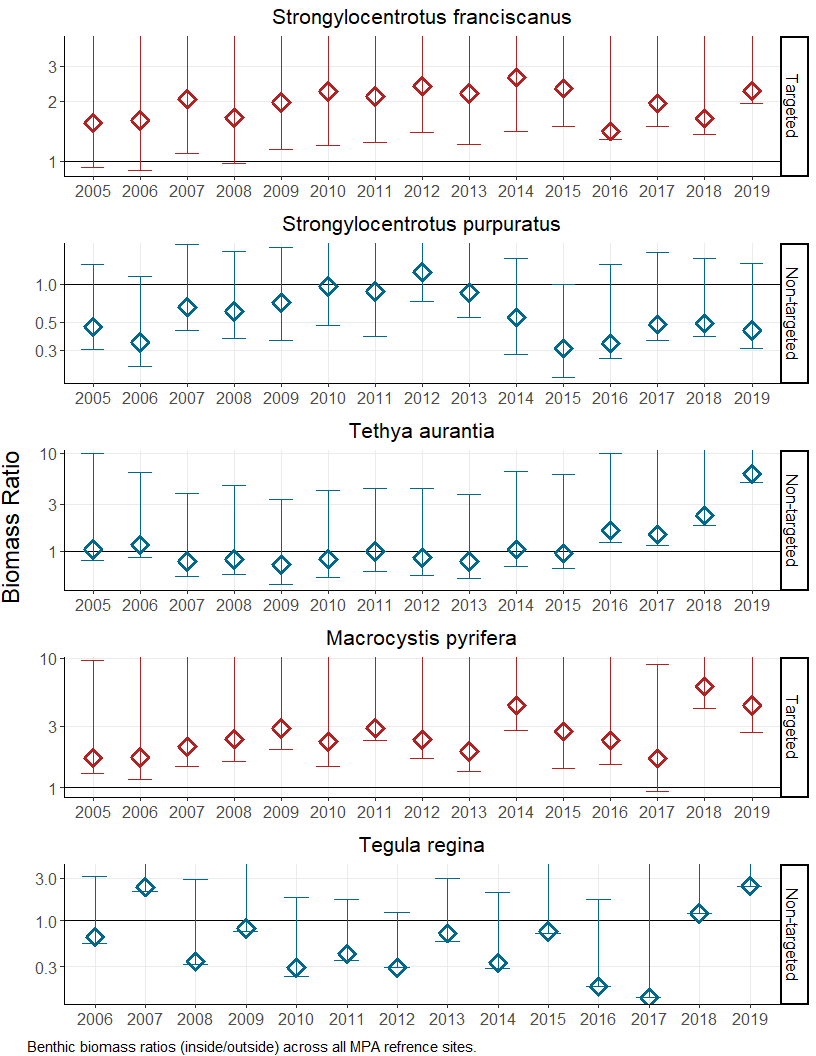 Strongylocentrotus franciscanus
3
2
1
Targeted
2005 2006 2007 2008 2009 2010 2011 2012 2013 2014 2015 2016 2017 2018 2019
Strongylocentrotus purpuratus
1.0
0.5
0.3
Non-targeted
2005 2006 2007 2008 2009 2010 2011 2012 2013 2014 2015 2016 2017 2018 2019
Biomass Ratio
Tethya aurantia
10
3
1
Non-targeted
2005 2006 2007 2008 2009 2010 2011 2012 2013 2014 2015 2016 2017 2018 2019
Macrocystis pyrifera
10
3
1
Targeted
2005 2006 2007 2008 2009 2010 2011 2012 2013 2014 2015 2016 2017 2018 2019
Tegula regina
3.0
1.0
0.3
Non-targeted
2006 2007 2008 2009 2010 2011 2012 2013 2014 2015 2016 2017 2018 2019
Benthic biomass ratios (inside/outside) across all MPA refrence sites.